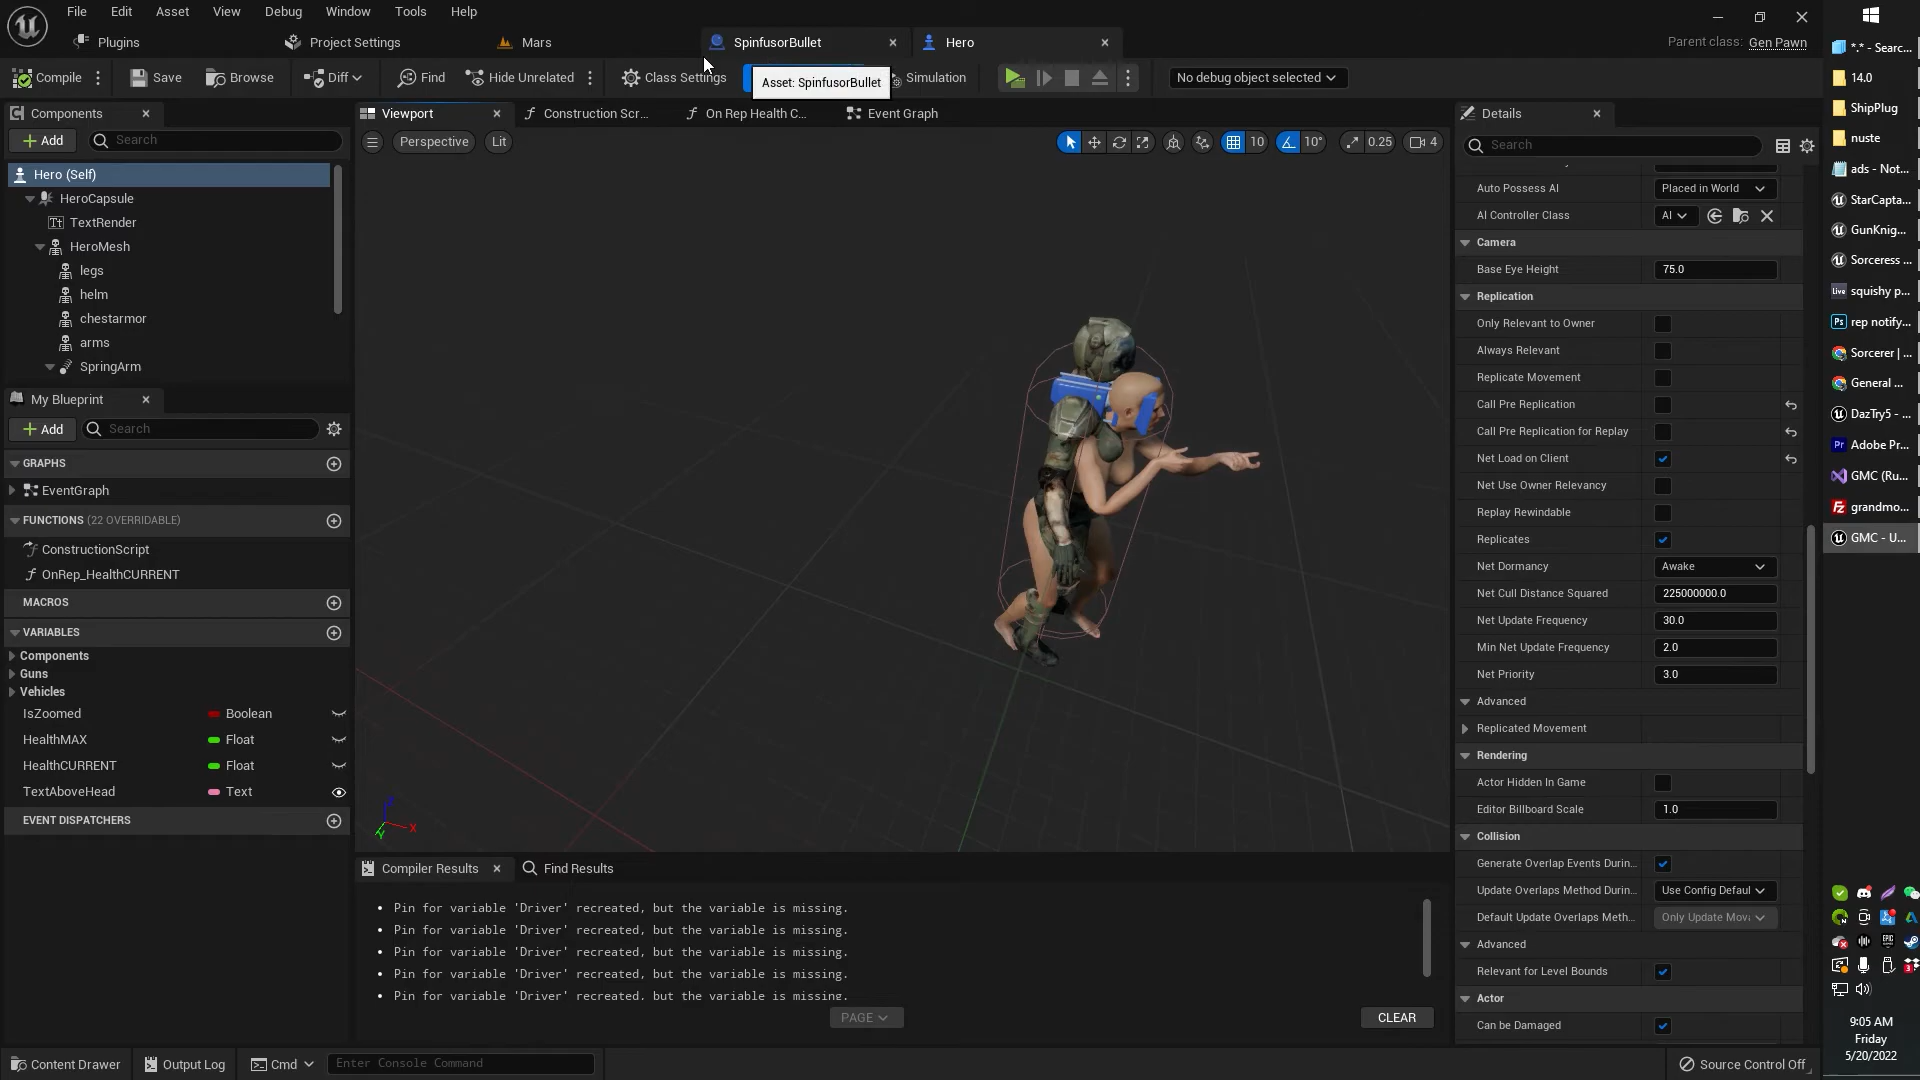 File Edit Asset View Debug Window Tools Help
Plugins Project Settings Mars SpinfusorBullet Hero
Parent class: Gen Pawn
Compile Save Browse Diff Find Hide Unrelated Class Settings Simulation No debug object selected
Asset: SpinfusorBullet
Components
Add Search
Hero (Self)
HeroCapsule
TextRender
HeroMesh
legs
helm
chestarmor
arms
SpringArm
My Blueprint
Add Search
GRAPHS
EventGraph
FUNCTIONS (22 OVERRIDABLE)
ConstructionScript
OnRep_HealthCURRENT
MACROS
VARIABLES
Components
Guns
Vehicles
IsZoomed Boolean
HealthMAX Float
HealthCURRENT Float
TextAboveHead Text
EVENT DISPATCHERS
Viewport Construction Scr... On Rep Health C... Event Graph
Perspective Lit 10 10° 0.25 4
X
Y
Compiler Results Find Results
• Pin for variable 'Driver' recreated, but the variable is missing.
• Pin for variable 'Driver' recreated, but the variable is missing.
• Pin for variable 'Driver' recreated, but the variable is missing.
• Pin for variable 'Driver' recreated, but the variable is missing.
• Pin for variable 'Driver' recreated, but the variable is missing.
PAGE CLEAR
Details
Search
Auto Possess AI Placed in World
AI Controller Class AI
Camera
Base Eye Height 75.0
Replication
Only Relevant to Owner
Always Relevant
Replicate Movement
Call Pre Replication
Call Pre Replication for Replay
Net Load on Client
Net Use Owner Relevancy
Replay Rewindable
Replicates
Net Dormancy Awake
Net Cull Distance Squared 225000000.0
Net Update Frequency 30.0
Min Net Update Frequency 2.0
Net Priority 3.0
Advanced
Replicated Movement
Rendering
Actor Hidden In Game
Editor Billboard Scale 1.0
Collision
Generate Overlap Events Durin...
Update Overlaps Method Durin... Use Config Defaul
Default Update Overlaps Meth... Only Update Mov
Advanced
Relevant for Level Bounds
Actor
Can be Damaged
Content Drawer Output Log Cmd Enter Console Command Source Control Off
*.* - Searc...
14.0
ShipPlug
nuste
ads - Not...
StarCapta...
GunKnig...
Sorceress ...
Live squishy p...
Ps rep notify...
Sorcerer | ...
General ...
DazTry5 - ...
Pr Adobe Pr...
GMC (Ru...
Fz grandmo...
GMC - U...
9:05 AM
Friday
5/20/2022